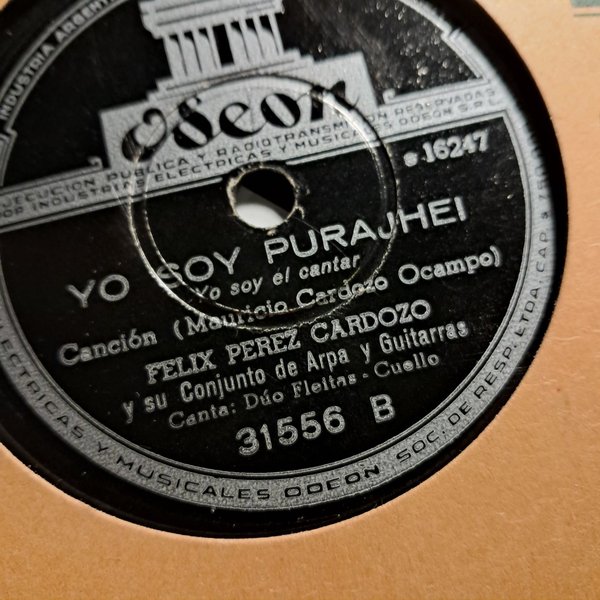 INDUSTRIA ARGENTINA
Odeon
EJECUCION PUBLICA Y RADIOTRANSMISION RESERVADAS
POR INDUSTRIAS ELECTRICAS Y MUSICALES ODEON S.R.L.
e 16247
YO SOY PURAJHEI
Yo soy él cantar
Canción (Mauricio Cardozo Ocampo)
FELIX PEREZ CARDOZO
y su Conjunto de Arpa y Guitarras
Canta: Dúo Fleitas - Cuello
31556 B
ELECTRICAS Y MUSICALES ODEON SOC: DE RESP. LTDA. CAP. $